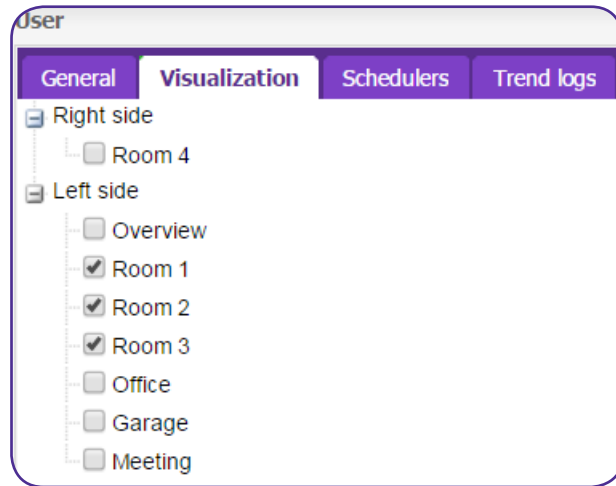 User
General Visualization Schedulers Trend logs
Right side
Room 4
Left side
Overview
Room 1
Room 2
Room 3
Office
Garage
Meeting